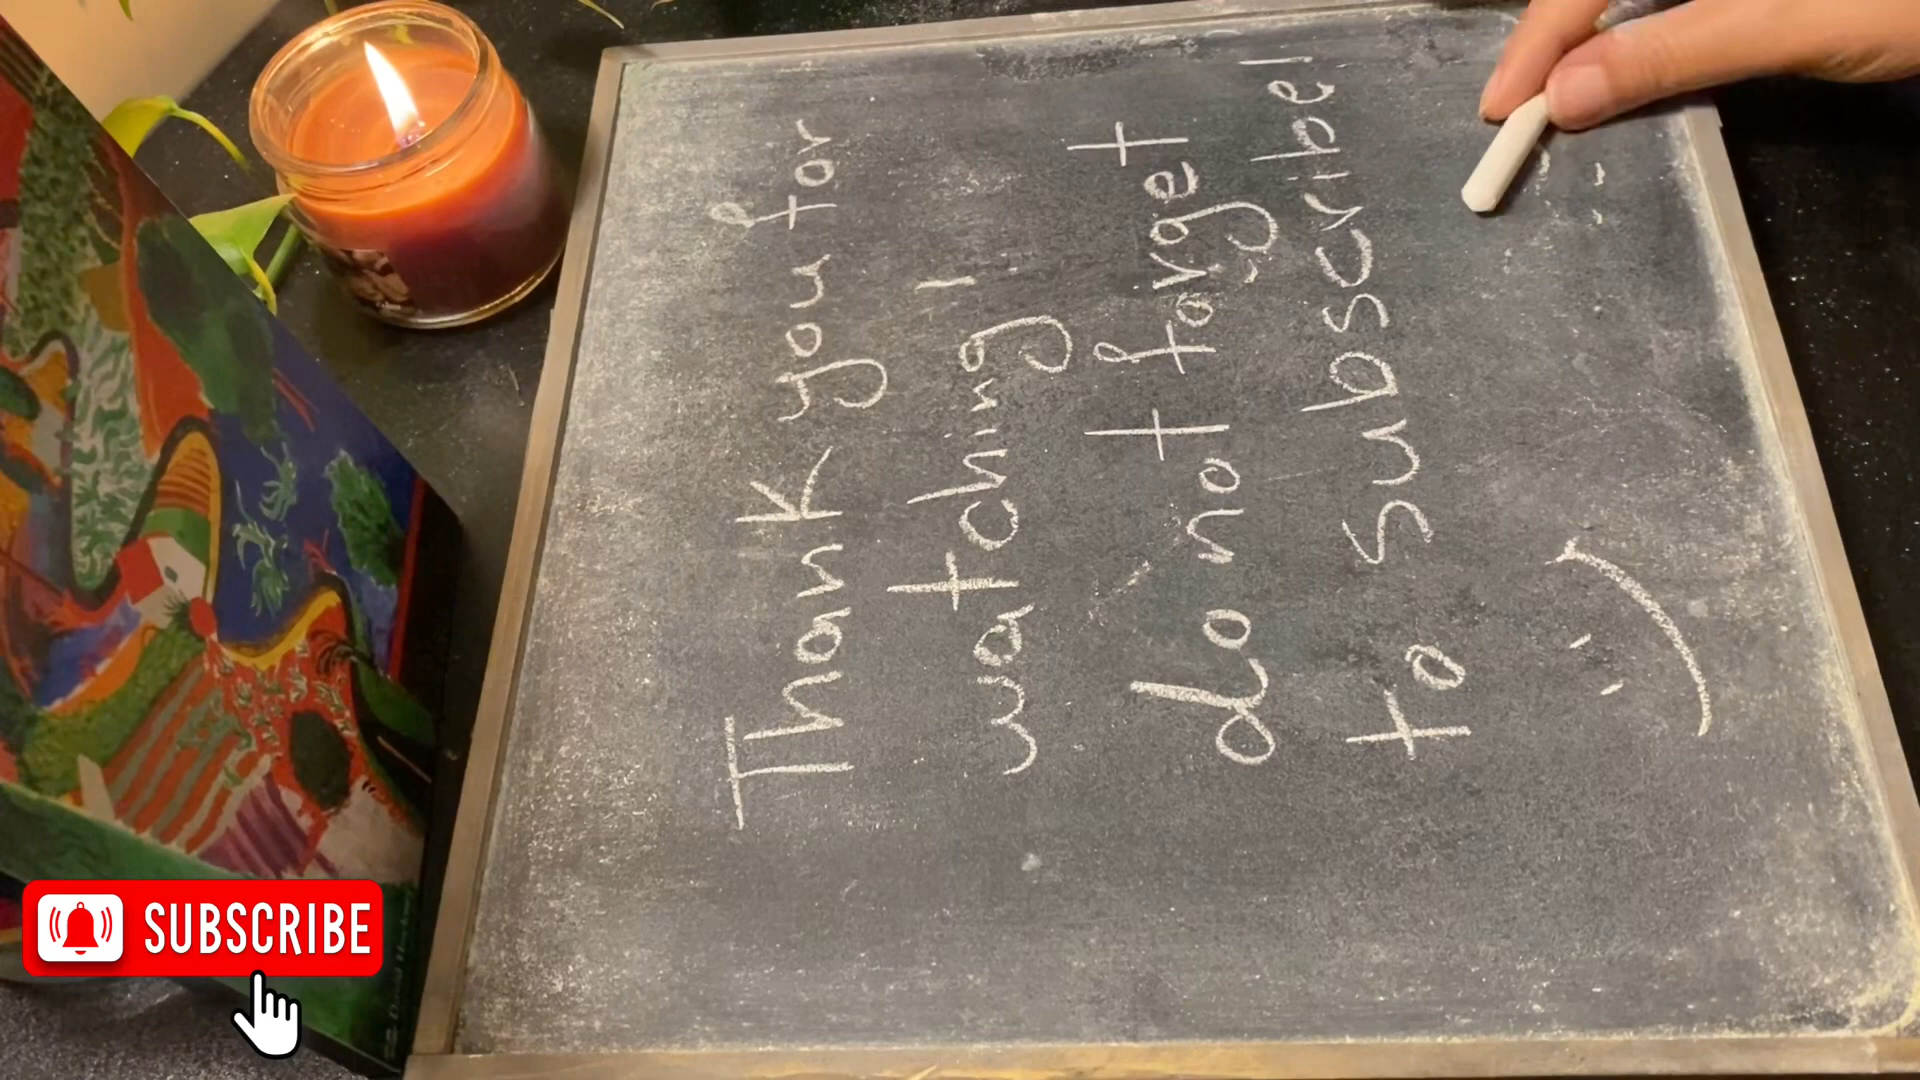 Thank you for
watching!
do not forget
to subscribe!
:)
SUBSCRIBE